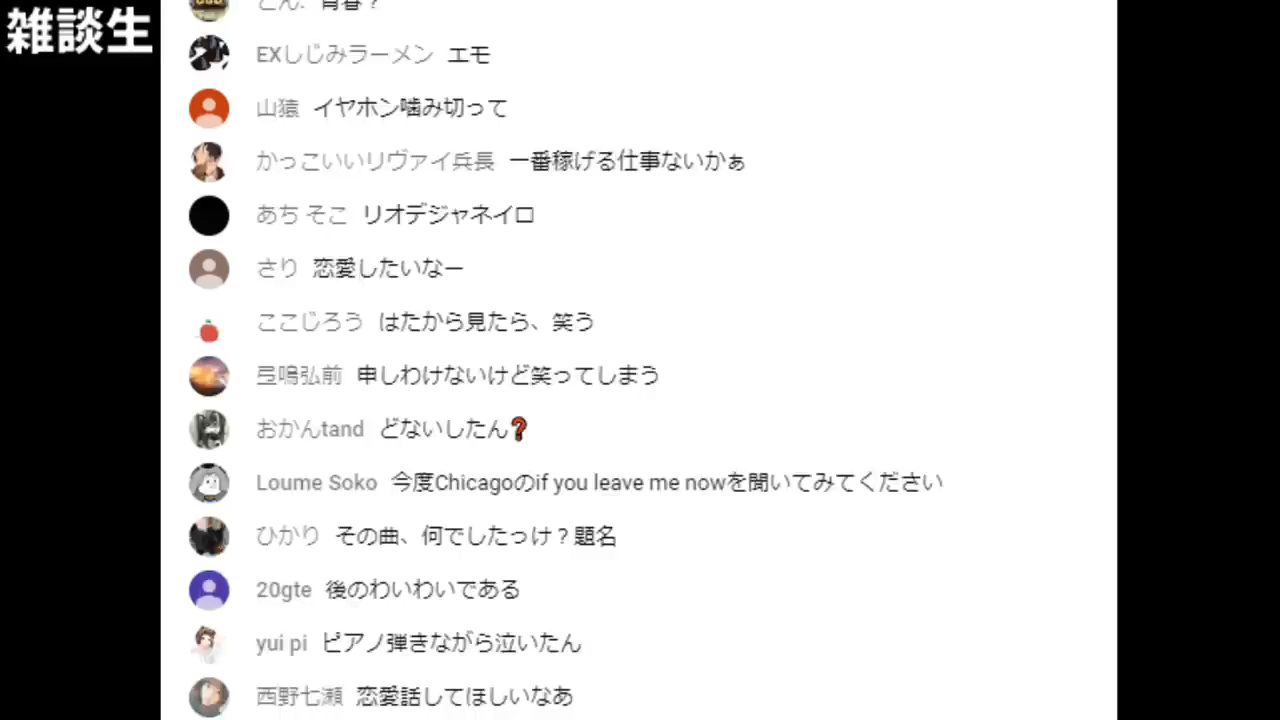 雑談生
EXしじみラーメン エモ
山猿 イヤホン噛み切って
かっこいいリヴァイ兵長 一番稼げる仕事ないかぁ
あち そこ リオデジャネイロ
さり 恋愛したいなー
ここじろう はたから見たら、笑う
弖鳴弘前 申しわけないけど笑ってしまう
おかんtand どないしたん❓
Loume Soko 今度Chicagoのif you leave me nowを聞いてみてください
ひかり その曲、何でしたっけ？題名
20gte 後のわいわいである
yui pi ピアノ弾きながら泣いたん
西野七瀬 恋愛話してほしいなあ